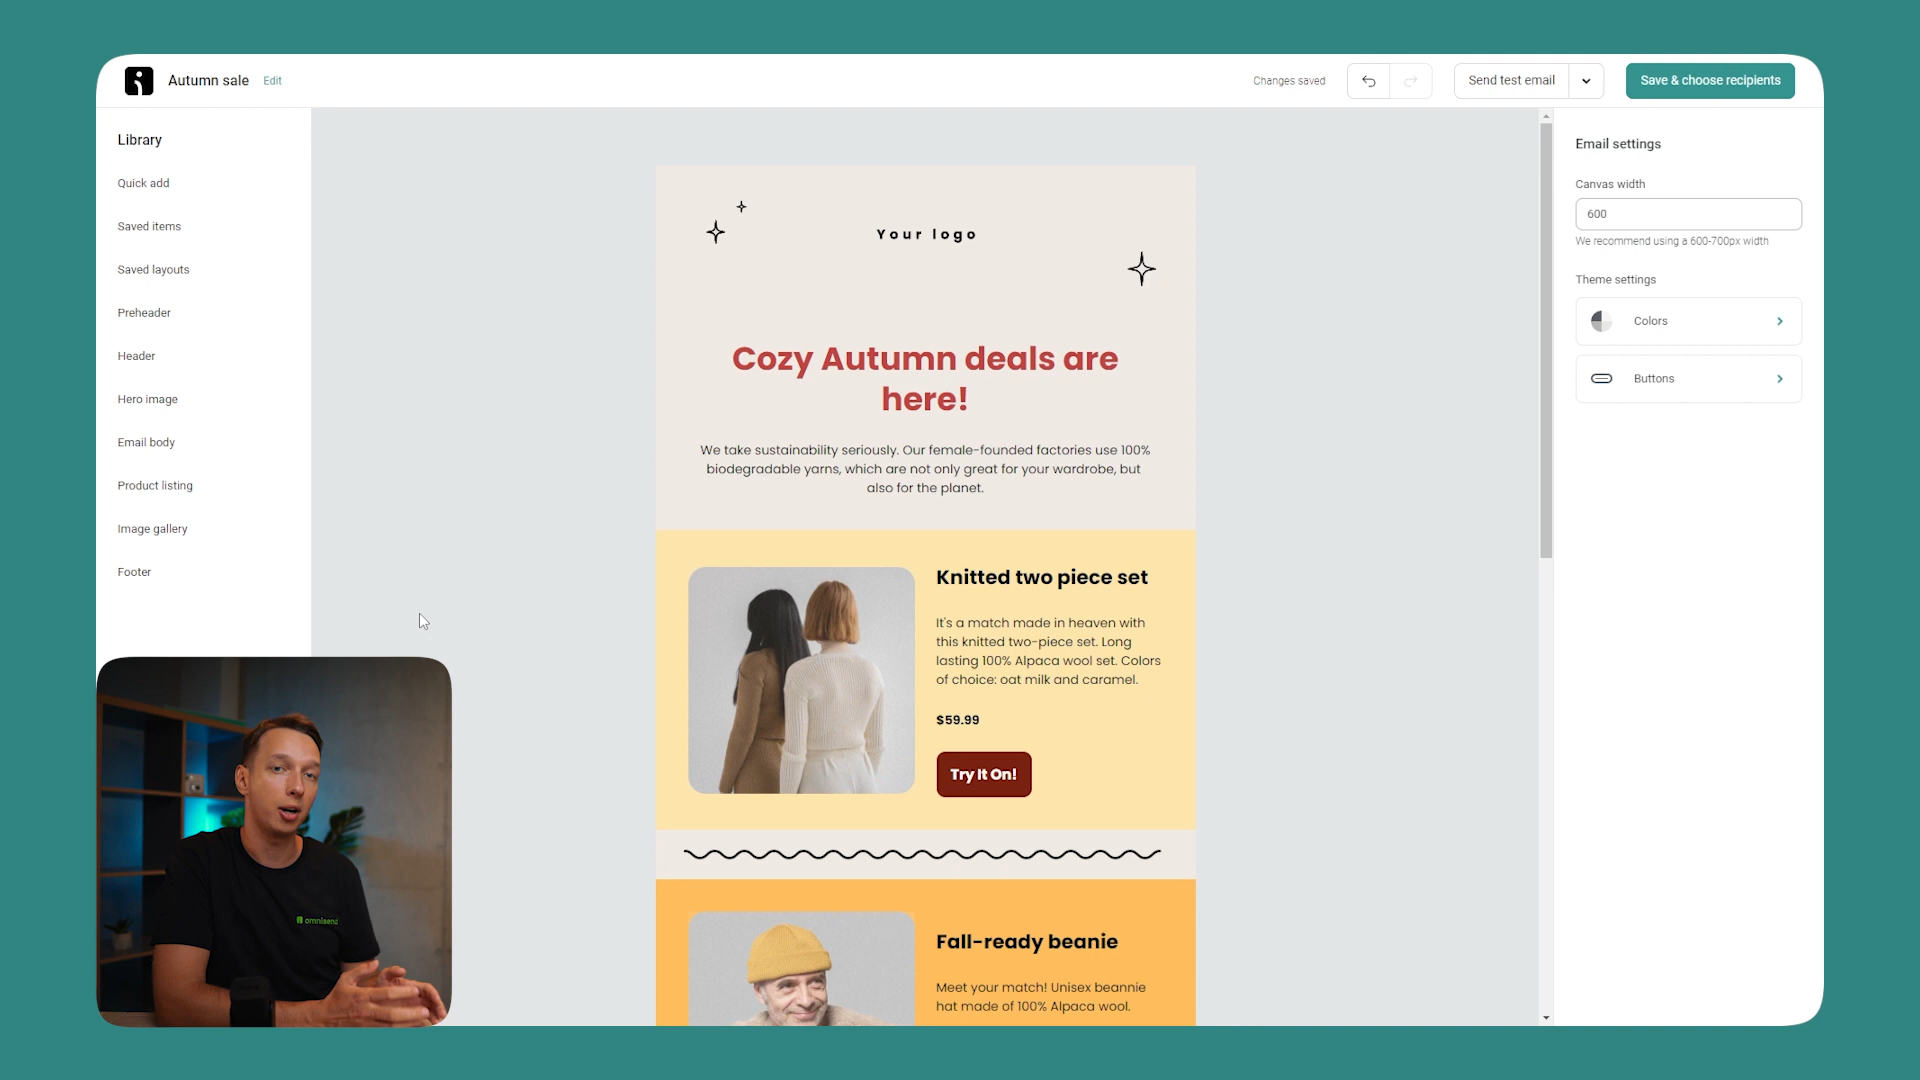 Autumn sale Edit
Changes saved
Send test email
Save & choose recipients
Library
Quick add
Saved items
Saved layouts
Preheader
Header
Hero image
Email body
Product listing
Image gallery
Footer
Your logo
Cozy Autumn deals are
here!
We take sustainability seriously. Our female-founded factories use 100%
biodegradable yarns, which are not only great for your wardrobe, but
also for the planet.
Knitted two piece set
It's a match made in heaven with
this knitted two-piece set. Long
lasting 100% Alpaca wool set. Colors
of choice: oat milk and caramel.
$59.99
Try It On!
Fall-ready beanie
Meet your match! Unisex beannie
hat made of 100% Alpaca wool.
Email settings
Canvas width
600
We recommend using a 600-700px width
Theme settings
Colors
Buttons
omnisend